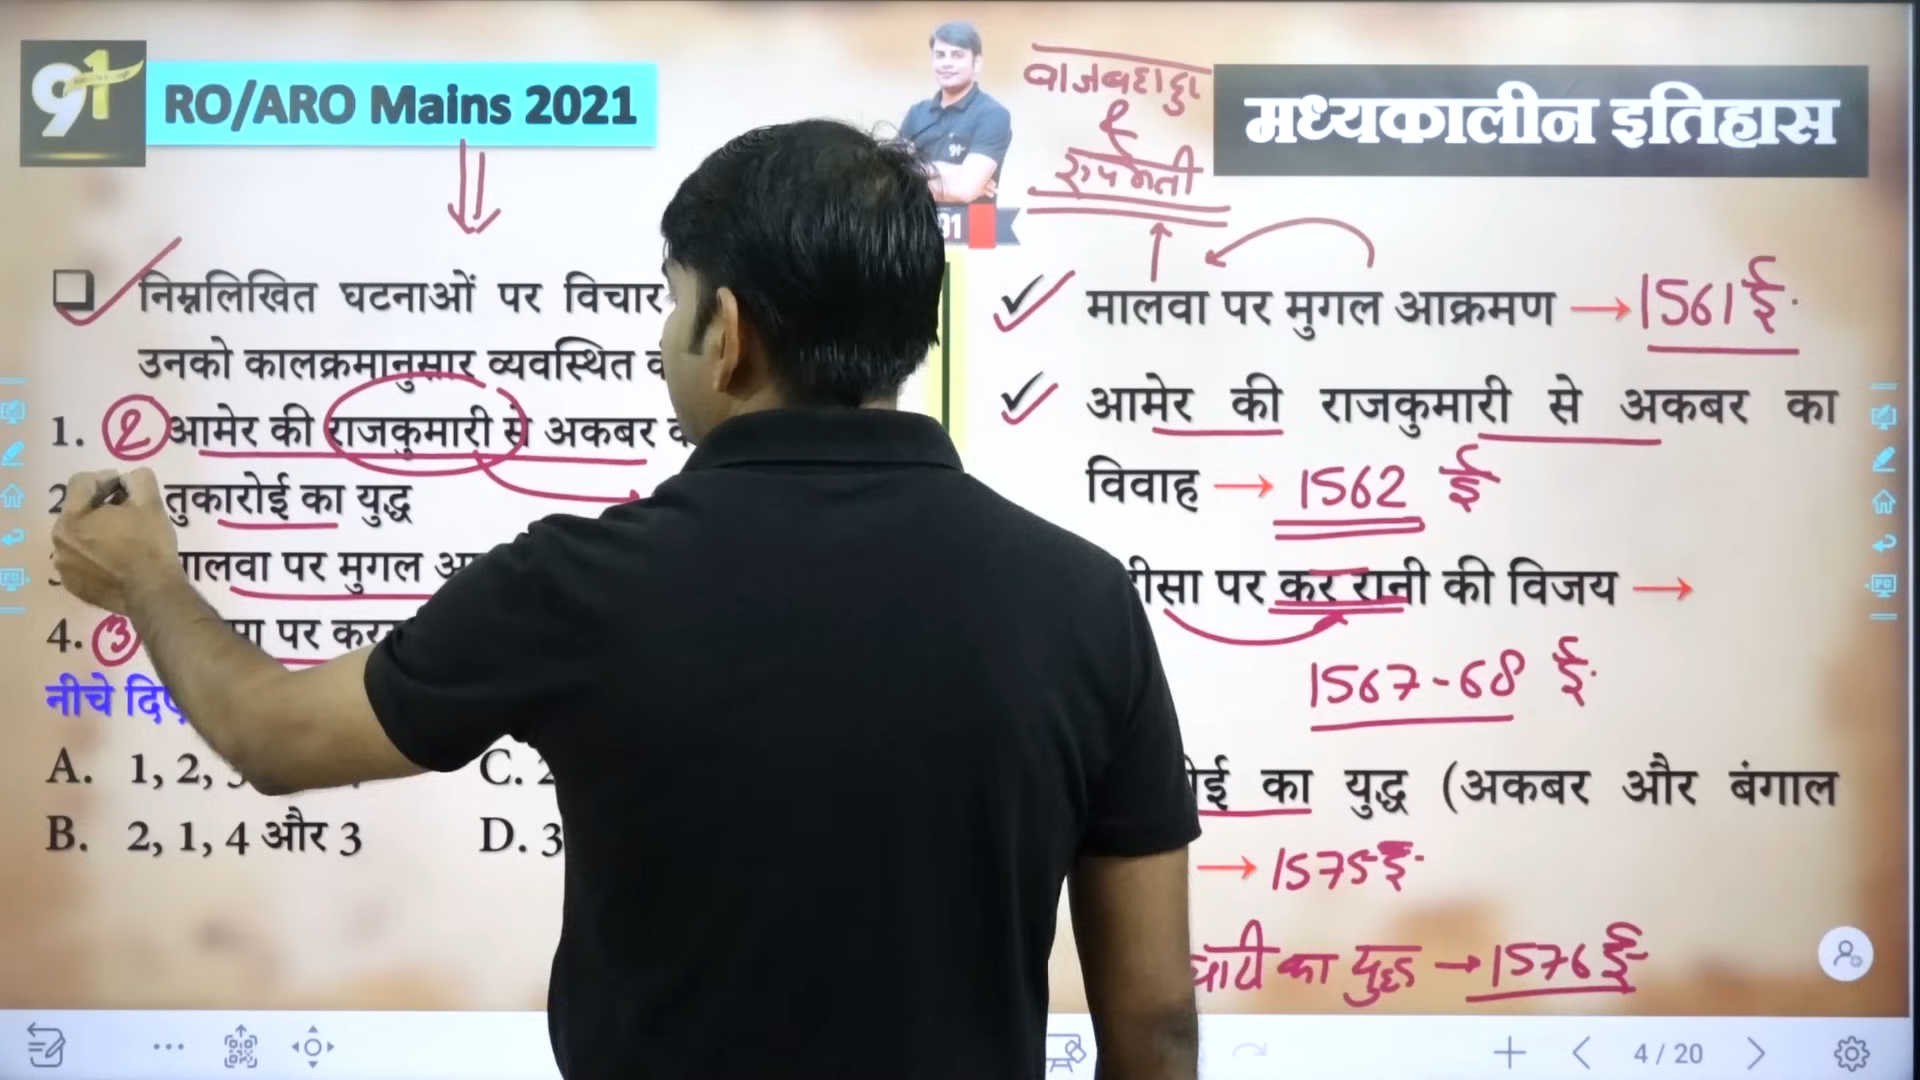 91
RO/ARO Mains 2021
बाजबहादुर
&
रूपमती
मध्यकालीन इतिहास
91
निम्नलिखित घटनाओं पर विचार
उनको कालक्रमानुसार व्यवस्थित
1. 2 आमेर की राजकुमारी से अकबर
2 तुकारोई का युद्ध
पर मुगल
4. 3 पर
नीचे
A. 1, 2,
B. 2, 1, 4 और 3
C. 2
D. 3
मालवा पर मुगल आक्रमण → 1561 ई.
आमेर की राजकुमारी से अकबर का
विवाह → 1562 ई
पर कर रानी की विजय →
1567-68 ई.
का युद्ध (अकबर और बंगाल
→ 1575 ई.
का युद्ध → 1576 ई
4 / 20